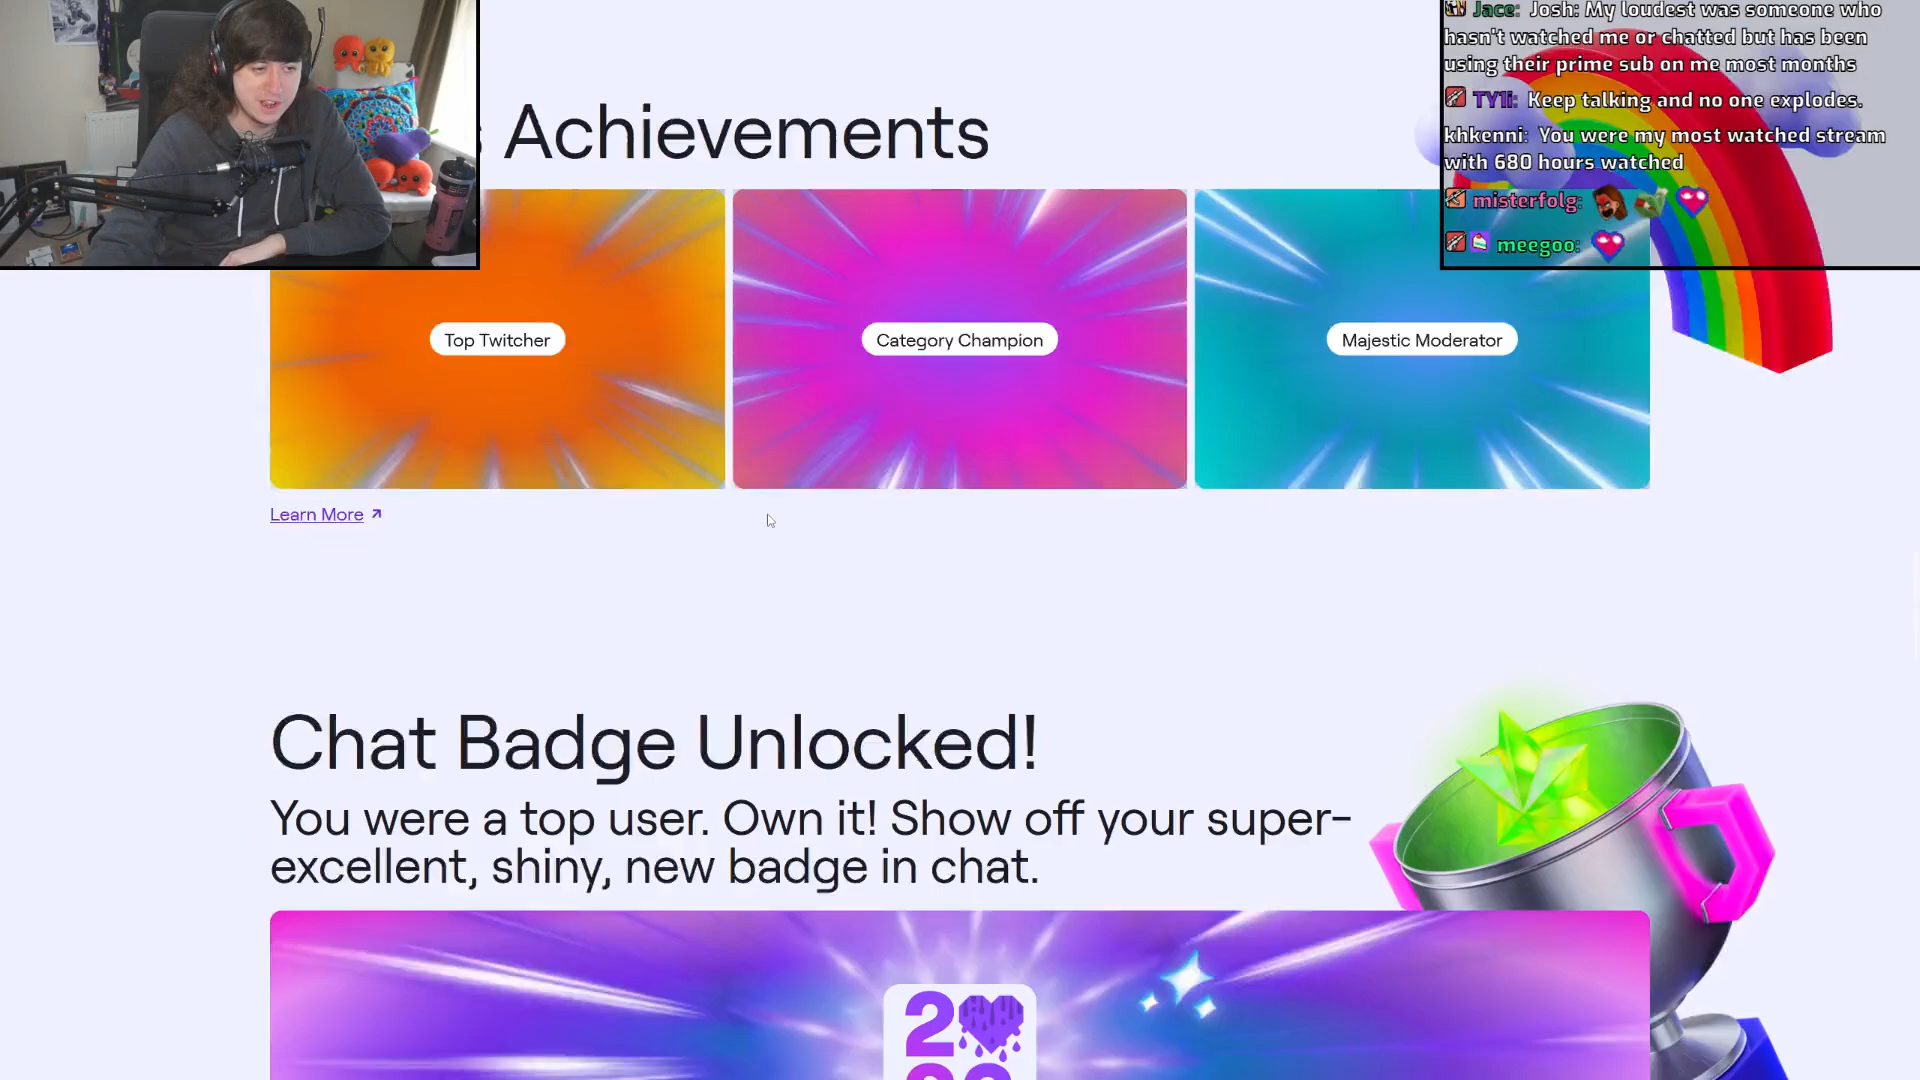 Jace: Josh: My loudest was someone who
hasn't watched me or chatted but has been
using their prime sub on me most months
TY1i: Keep talking and no one explodes.
khkenni: You were my most watched stream
with 680 hours watched
misterfolg:
meegoo:
s Achievements
Top Twitcher
Category Champion
Majestic Moderator
Learn More
Chat Badge Unlocked!
You were a top user. Own it! Show off your super-
excellent, shiny, new badge in chat.
2